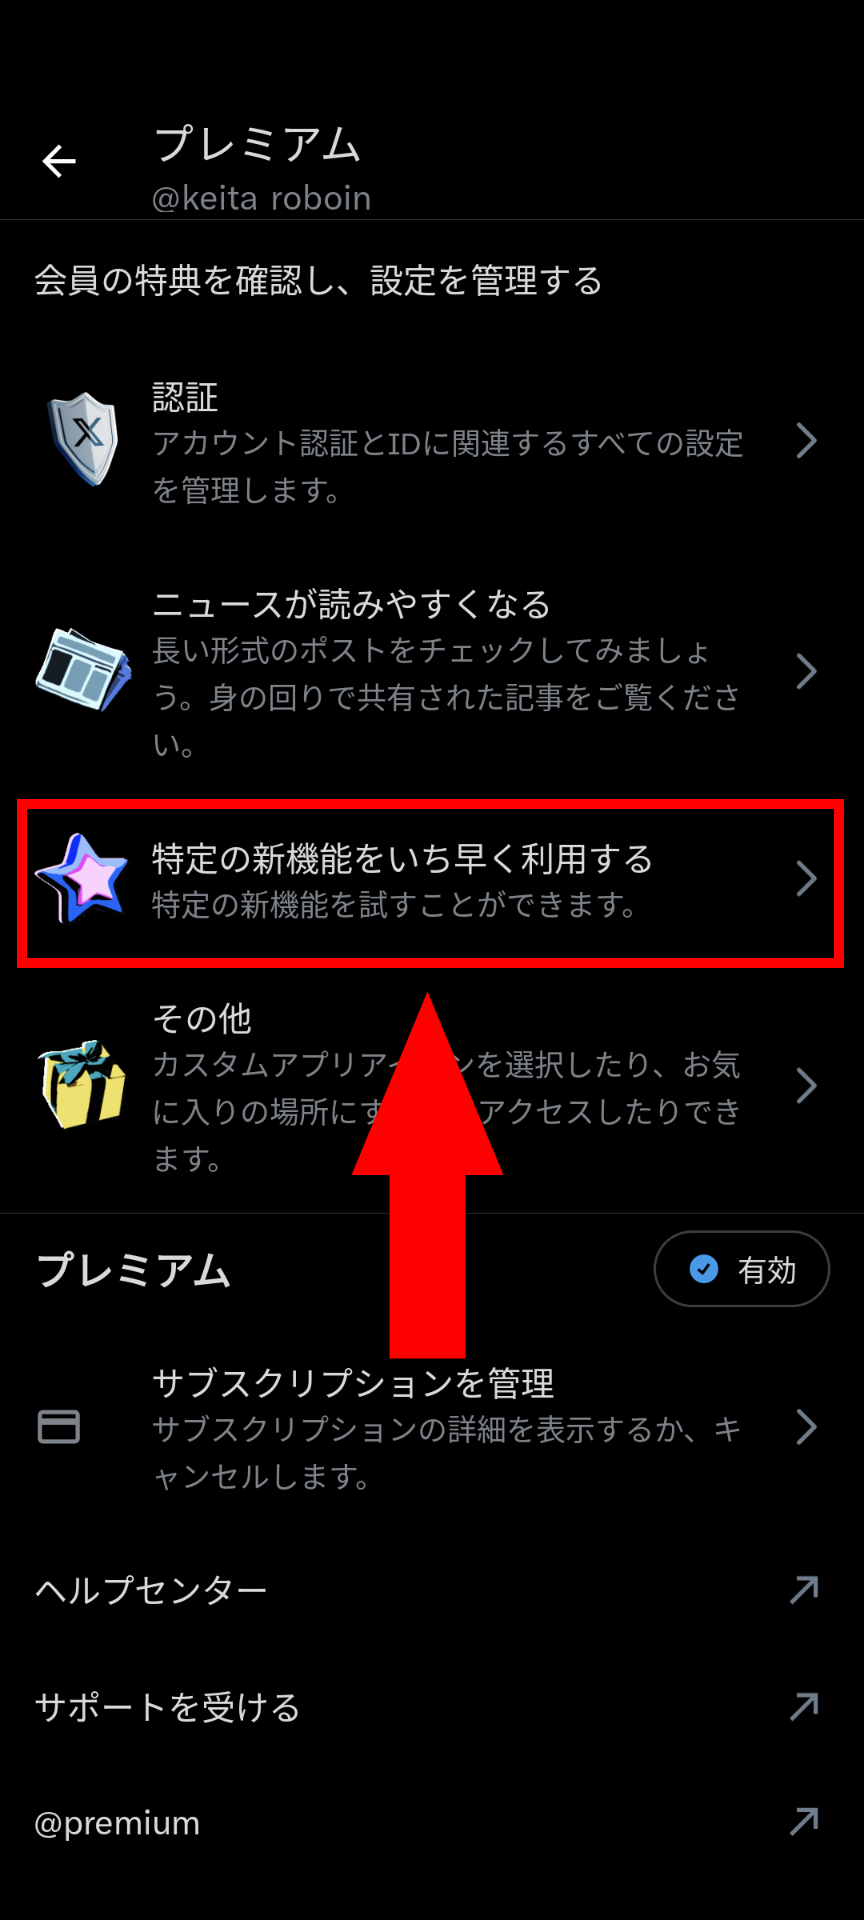 プレミアム
@keita roboin
会員の特典を確認し、設定を管理する
認証
アカウント認証とIDに関連するすべての設定
を管理します。
ニュースが読みやすくなる
長い形式のポストをチェックしてみましょ
う。身の回りで共有された記事をご覧くださ
い。
特定の新機能をいち早く利用する
特定の新機能を試すことができます。
その他
カスタムアプリア ンを選択したり、お気
に入りの場所にす アクセスしたりでき
ます。
プレミアム
有効
サブスクリプションを管理
サブスクリプションの詳細を表示するか、キ
ャンセルします。
ヘルプセンター
サポートを受ける
@premium